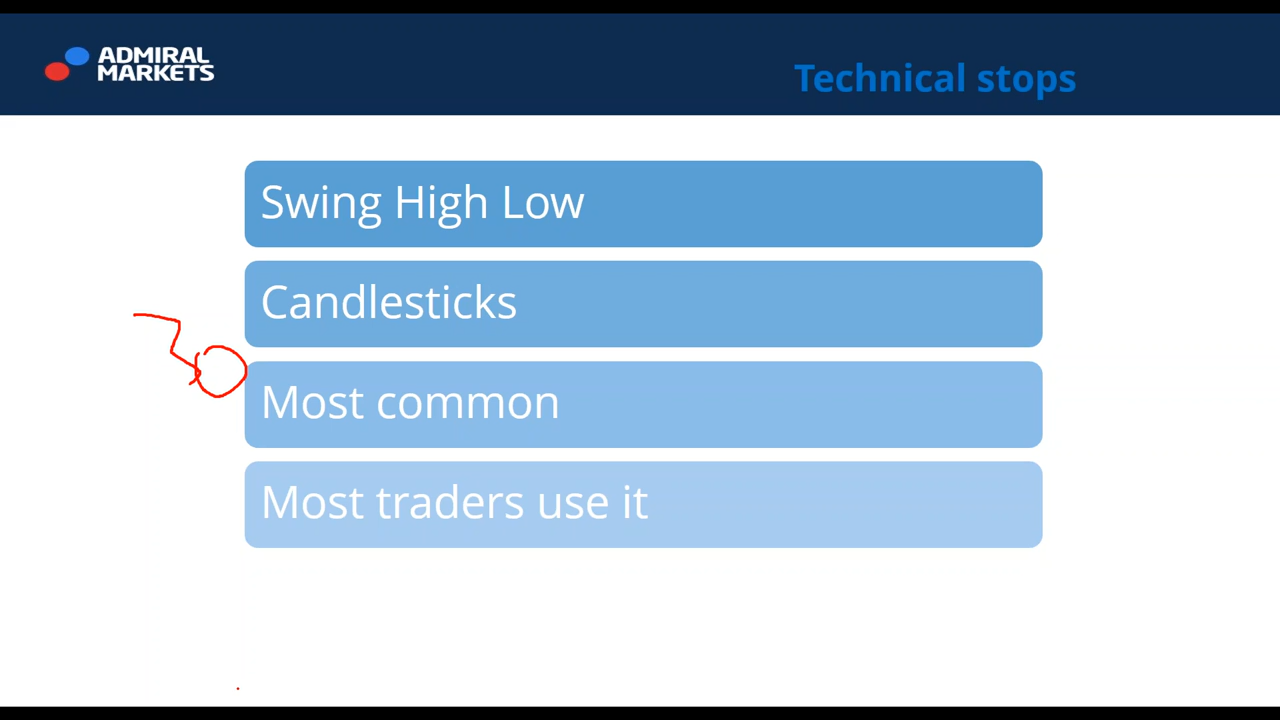 ADMIRAL
MARKETS
Technical stops
Swing High Low
Candlesticks
Most common
Most traders use it